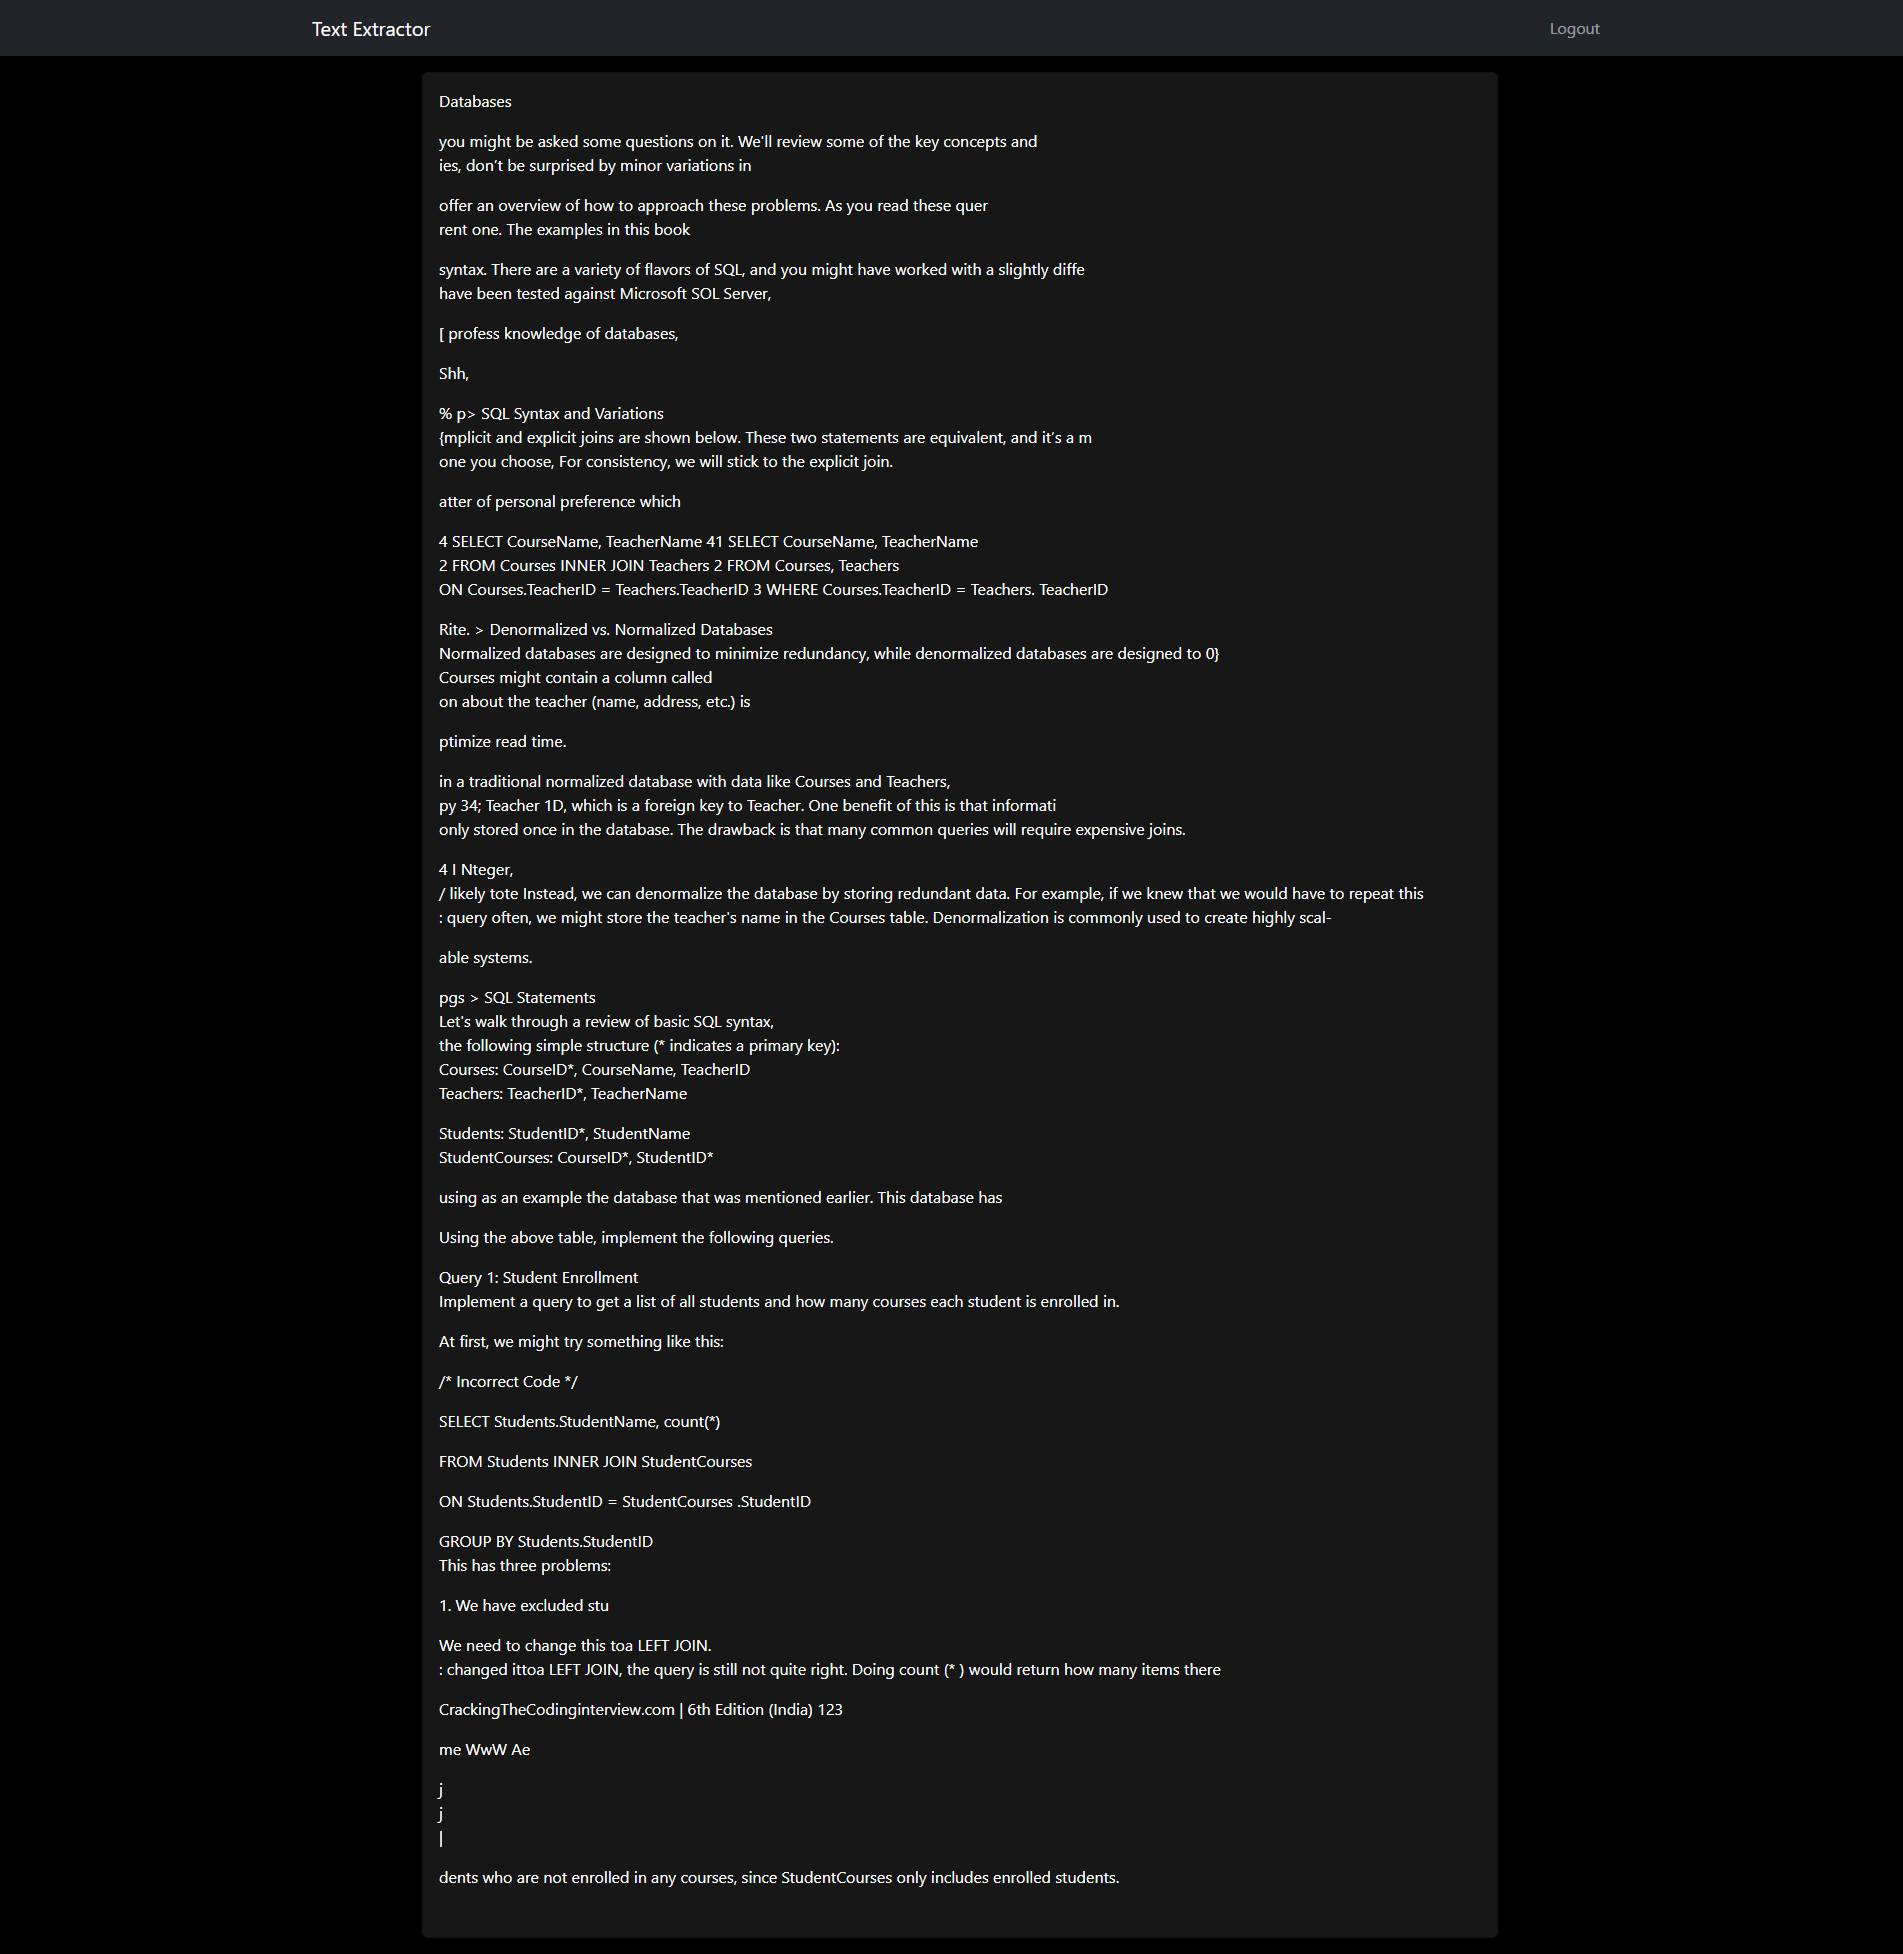 Text Extractor
Logout
Databases
you might be asked some questions on it. We'll review some of the key concepts and
ies, don’t be surprised by minor variations in
offer an overview of how to approach these problems. As you read these quer
rent one. The examples in this book
syntax. There are a variety of flavors of SQL, and you might have worked with a slightly diffe
have been tested against Microsoft SOL Server,
[ profess knowledge of databases,
Shh,
% p> SQL Syntax and Variations
{mplicit and explicit joins are shown below. These two statements are equivalent, and it’s a m
one you choose, For consistency, we will stick to the explicit join.
atter of personal preference which
4 SELECT CourseName, TeacherName 41 SELECT CourseName, TeacherName
2 FROM Courses INNER JOIN Teachers 2 FROM Courses, Teachers
ON Courses.TeacherID = Teachers.TeacherID 3 WHERE Courses.TeacherID = Teachers. TeacherID
Rite. > Denormalized vs. Normalized Databases
Normalized databases are designed to minimize redundancy, while denormalized databases are designed to 0}
Courses might contain a column called
on about the teacher (name, address, etc.) is
ptimize read time.
in a traditional normalized database with data like Courses and Teachers,
py 34; Teacher 1D, which is a foreign key to Teacher. One benefit of this is that informati
only stored once in the database. The drawback is that many common queries will require expensive joins.
4 I Nteger,
/ likely tote Instead, we can denormalize the database by storing redundant data. For example, if we knew that we would have to repeat this
: query often, we might store the teacher's name in the Courses table. Denormalization is commonly used to create highly scal-
able systems.
pgs > SQL Statements
Let's walk through a review of basic SQL syntax,
the following simple structure (* indicates a primary key):
Courses: CourseID*, CourseName, TeacherID
Teachers: TeacherID*, TeacherName
Students: StudentID*, StudentName
StudentCourses: CourseID*, StudentID*
using as an example the database that was mentioned earlier. This database has
Using the above table, implement the following queries.
Query 1: Student Enrollment
Implement a query to get a list of all students and how many courses each student is enrolled in.
At first, we might try something like this:
/* Incorrect Code */
SELECT Students.StudentName, count(*)
FROM Students INNER JOIN StudentCourses
ON Students.StudentID = StudentCourses .StudentID
GROUP BY Students.StudentID
This has three problems:
1. We have excluded stu
We need to change this toa LEFT JOIN.
: changed ittoa LEFT JOIN, the query is still not quite right. Doing count (* ) would return how many items there
CrackingTheCodinginterview.com | 6th Edition (India) 123
me WwW Ae
j
j
|
dents who are not enrolled in any courses, since StudentCourses only includes enrolled students.